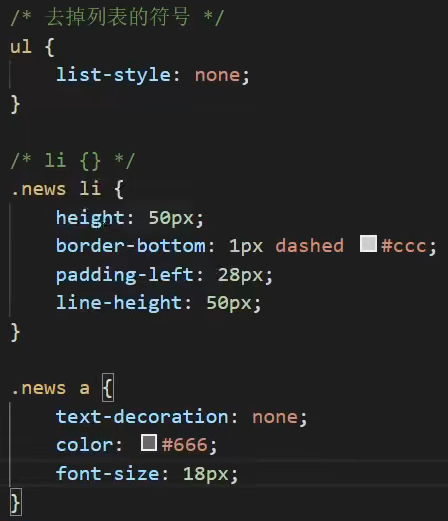 /* 去掉列表的符号 */
ul {
    list-style: none;
}

/* li {} */
.news li {
    height: 50px;
    border-bottom: 1px dashed #ccc;
    padding-left: 28px;
    line-height: 50px;
}

.news a {
    text-decoration: none;
    color: #666;
    font-size: 18px;
}